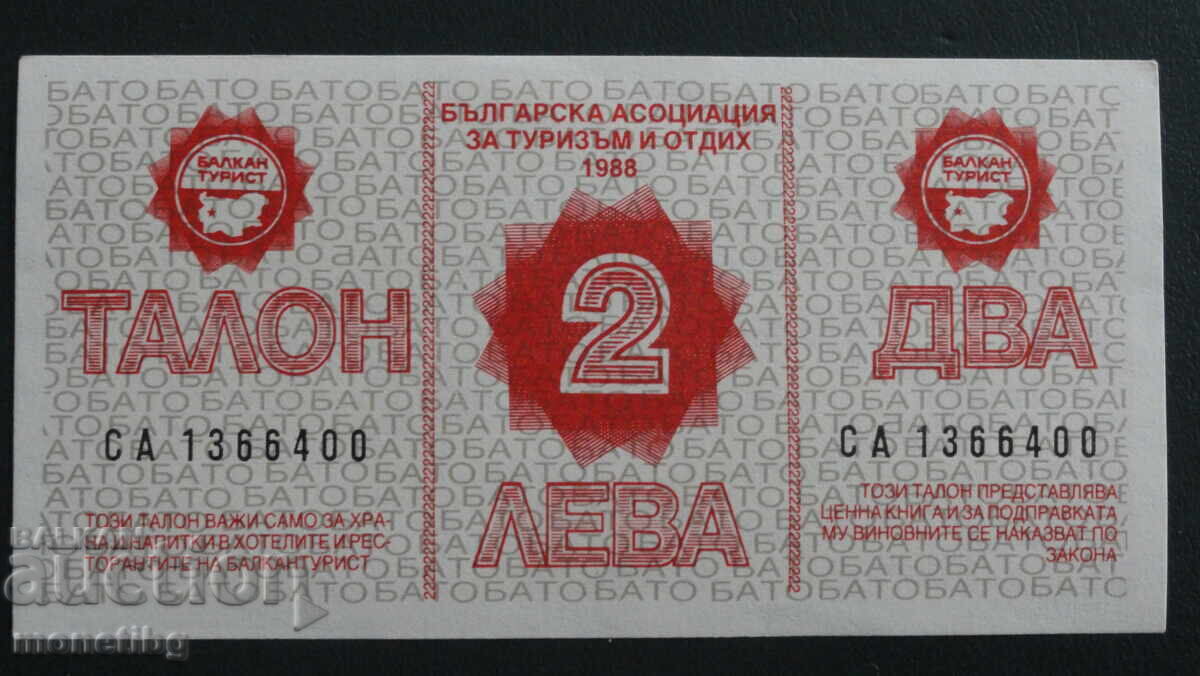 БАЛКАН
ТУРИСТ
ТАЛОН
СА 1366400
ТОЗИ ТАЛОН ВАЖИ САМО ЗА ХРА-
НА И НАПИТКИ В ХОТЕЛИТЕ И РЕС-
ТОРАНТИТЕ НА БАЛКАНТУРИСТ
БЪЛГАРСКА АСОЦИАЦИЯ
ЗА ТУРИЗЪМ И ОТДИХ
1988
2
ЛЕВА
БАЛКАН
ТУРИСТ
ДВА
СА 1366400
ТОЗИ ТАЛОН ПРЕДСТАВЛЯВА
ЦЕННА КНИГА И ЗА ПОДПРАВКАТА
МУ ВИНОВНИТЕ СЕ НАКАЗВАТ ПО
ЗАКОНА
auction
monetibg